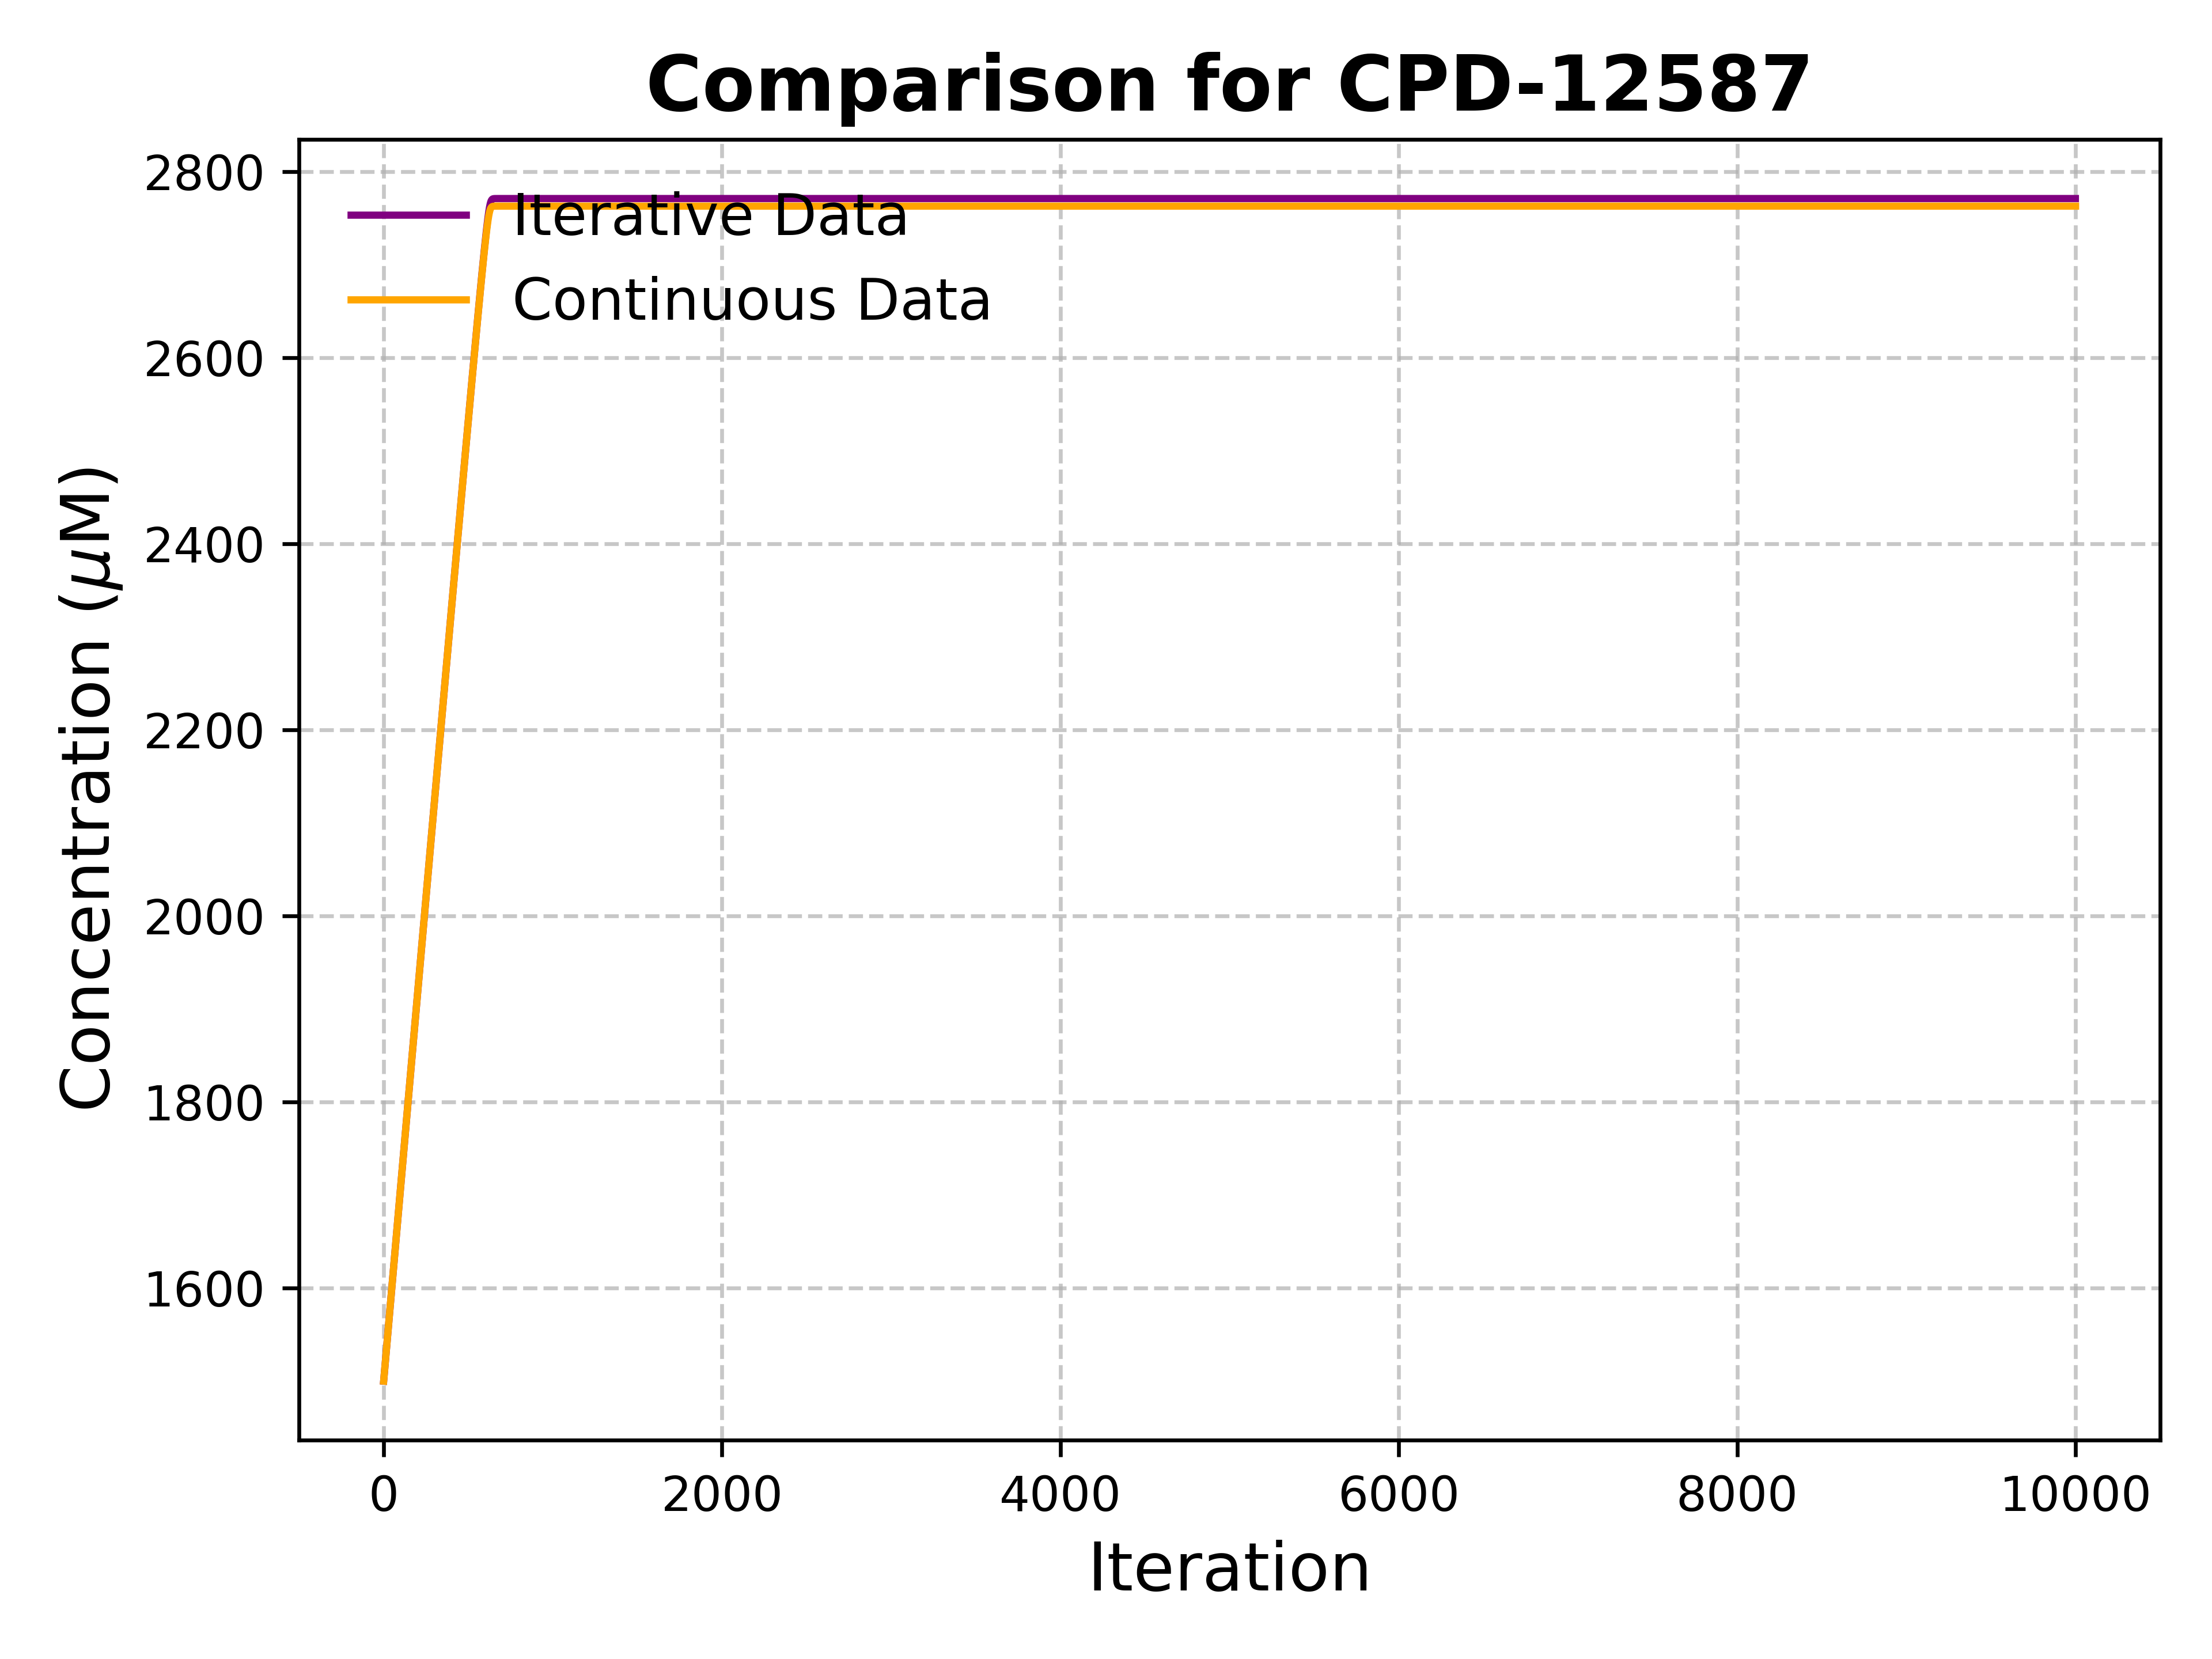 Comparison for CPD-12587
Concentration (μM)
2800
2600
2400
2200
2000
1800
1600
Iterative Data
Continuous Data
0 2000 4000 6000 8000 10000
Iteration